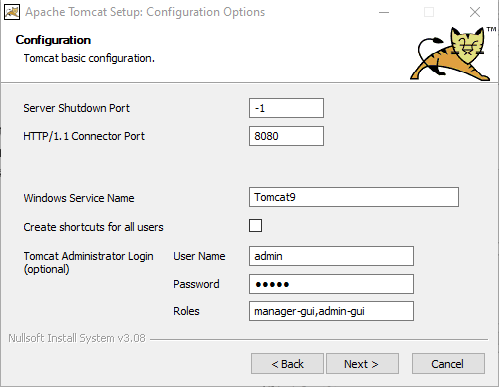 Apache Tomcat Setup: Configuration Options
Configuration
Tomcat basic configuration.
TM
Server Shutdown Port -1
HTTP/1.1 Connector Port 8080
Windows Service Name Tomcat9
Create shortcuts for all users
Tomcat Administrator Login User Name admin
(optional)
Password •••••
Roles manager-gui,admin-gui
Nullsoft Install System v3.08
< Back Next > Cancel